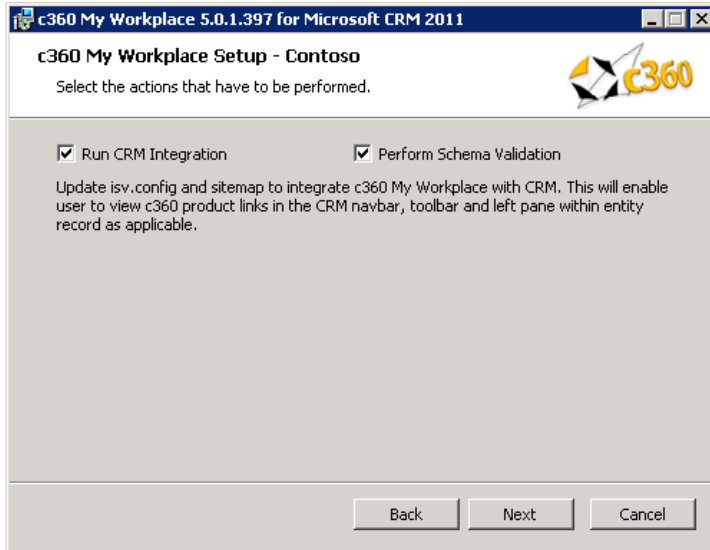 c360 My Workplace 5.0.1.397 for Microsoft CRM 2011
c360 My Workplace Setup - Contoso
Select the actions that have to be performed.
c360
Run CRM Integration
Perform Schema Validation
Update isv.config and sitemap to integrate c360 My Workplace with CRM. This will enable
user to view c360 product links in the CRM navbar, toolbar and left pane within entity
record as applicable.
Back
Next
Cancel